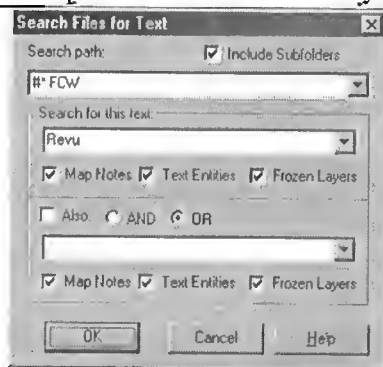 Search Files for Text
Search path: Include Subfolders
#* FCW
Search for this text:
Revu
Map Notes Text Entities Frozen Layers
Also: AND OR
Map Notes Text Entities Frozen Layers
OK Cancel Help